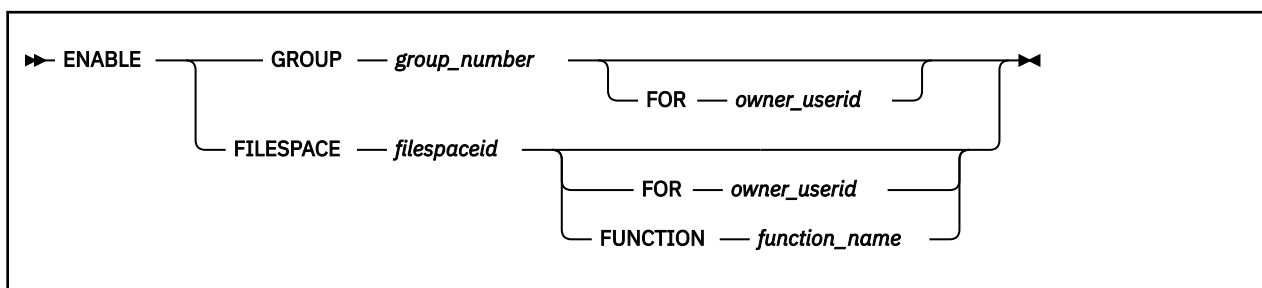 ENABLE GROUP group_number
FOR owner_userid
FILESPACE filespaceid
FOR owner_userid
FUNCTION function_name